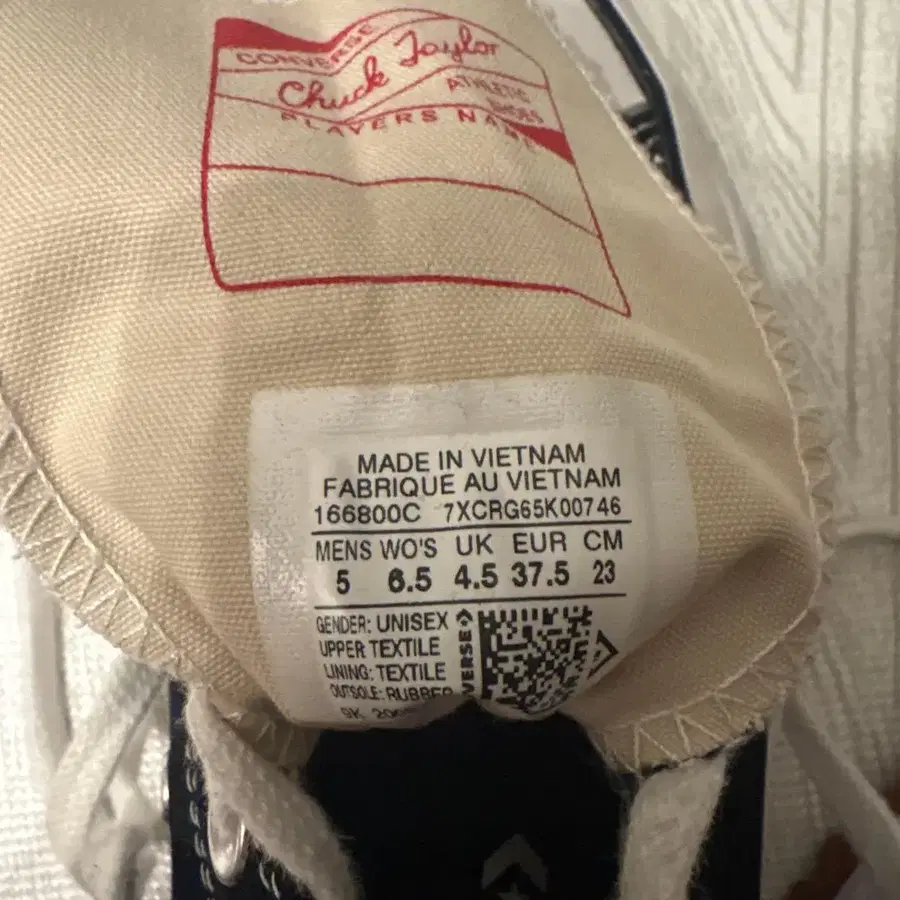 CONVERSE
Chuck Taylor
ATHLETIC
SHOES
PLAYERS NAME
MADE IN VIETNAM
FABRIQUE AU VIETNAM
166800C 7XCRG65K00746
MENS WO'S UK EUR CM
5 6.5 4.5 37.5 23
GENDER: UNISEX
UPPER TEXTILE
LINING: TEXTILE
OUTSOLE: RUBBER